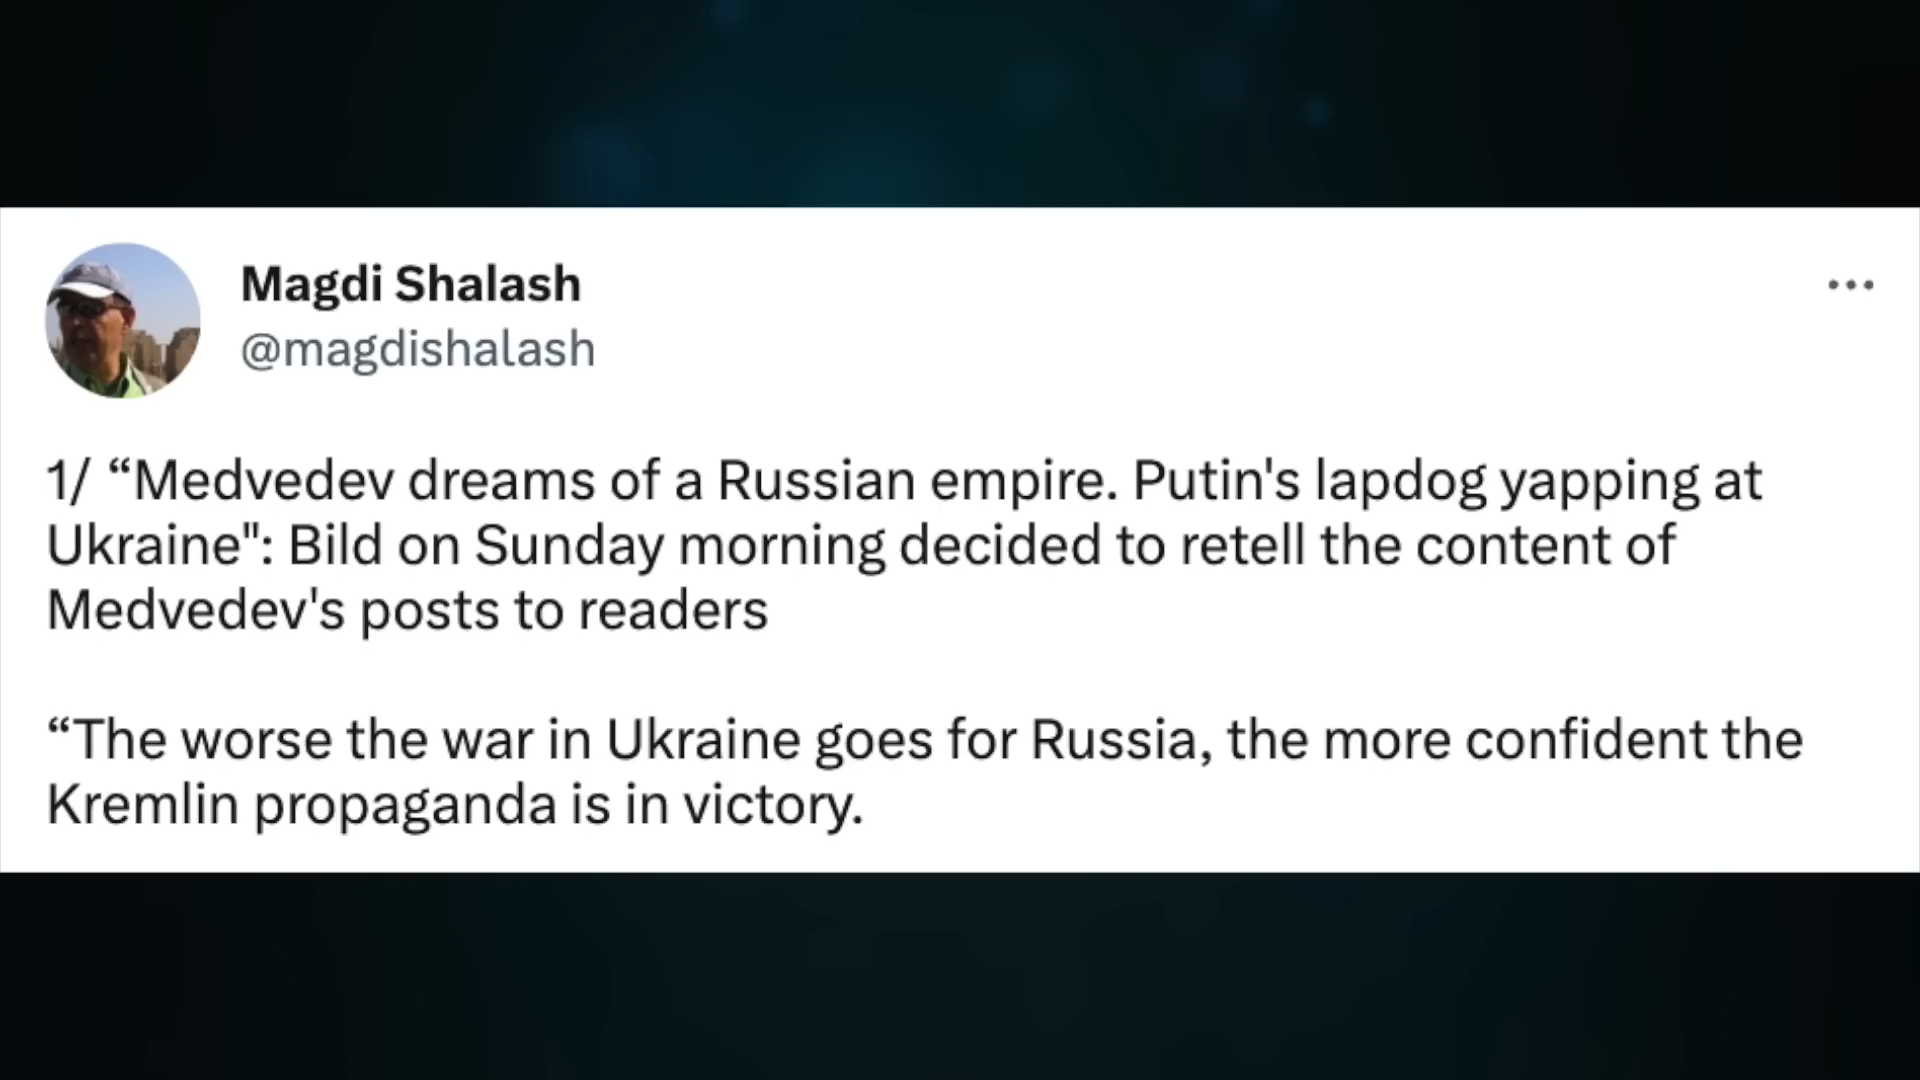 Magdi Shalash
@magdishalash
1/ “Medvedev dreams of a Russian empire. Putin's lapdog yapping at
Ukraine": Bild on Sunday morning decided to retell the content of
Medvedev's posts to readers
“The worse the war in Ukraine goes for Russia, the more confident the
Kremlin propaganda is in victory.